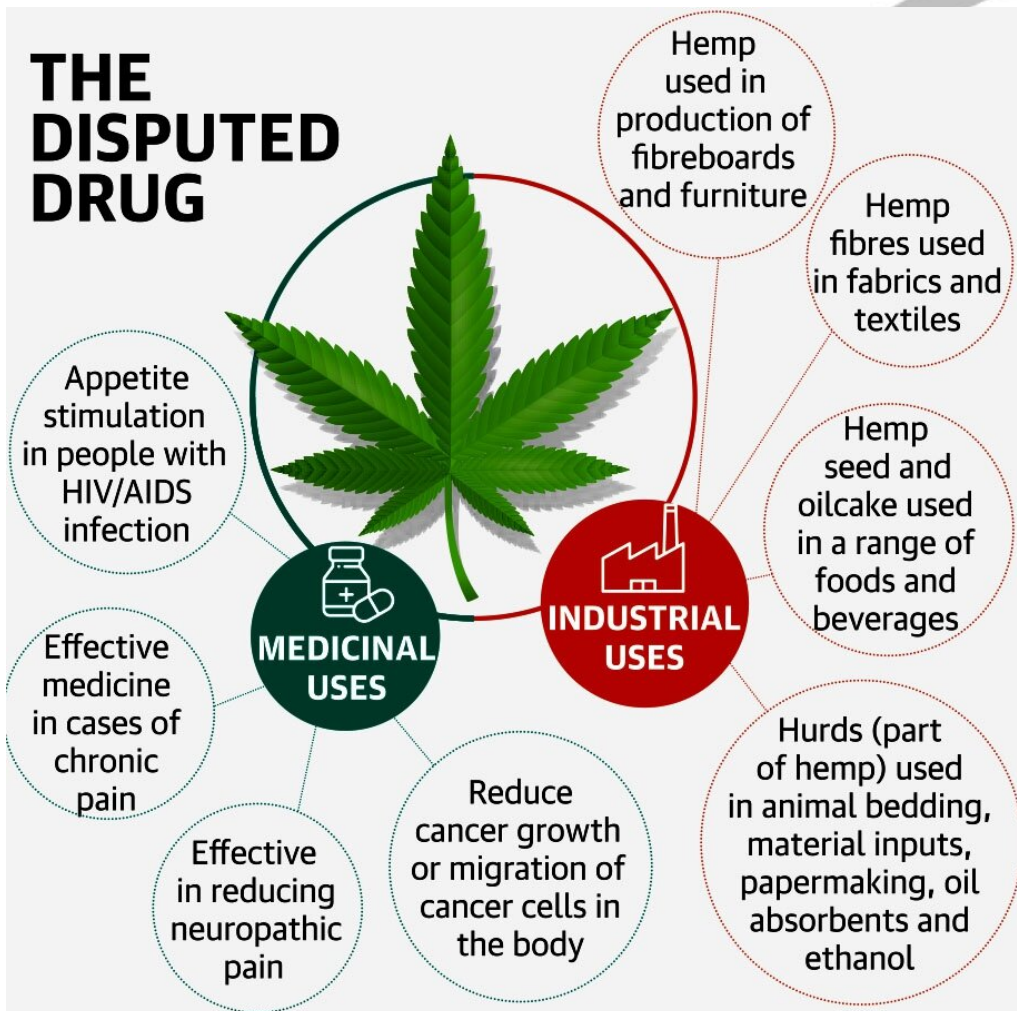 THE
DISPUTED
DRUG
Appetite
stimulation
in people with
HIV/AIDS
infection
Effective
medicine
in cases of
chronic
pain
Effective
in reducing
neuropathic
pain
Reduce
cancer growth
or migration of
cancer cells in
the body
MEDICINAL
USES
INDUSTRIAL
USES
Hemp
used in
production of
fibreboards
and furniture
Hemp
fibres used
in fabrics and
textiles
Hemp
seed and
oilcake used
in a range of
foods and
beverages
Hurds (part
of hemp) used
in animal bedding,
material inputs,
papermaking, oil
absorbents and
ethanol